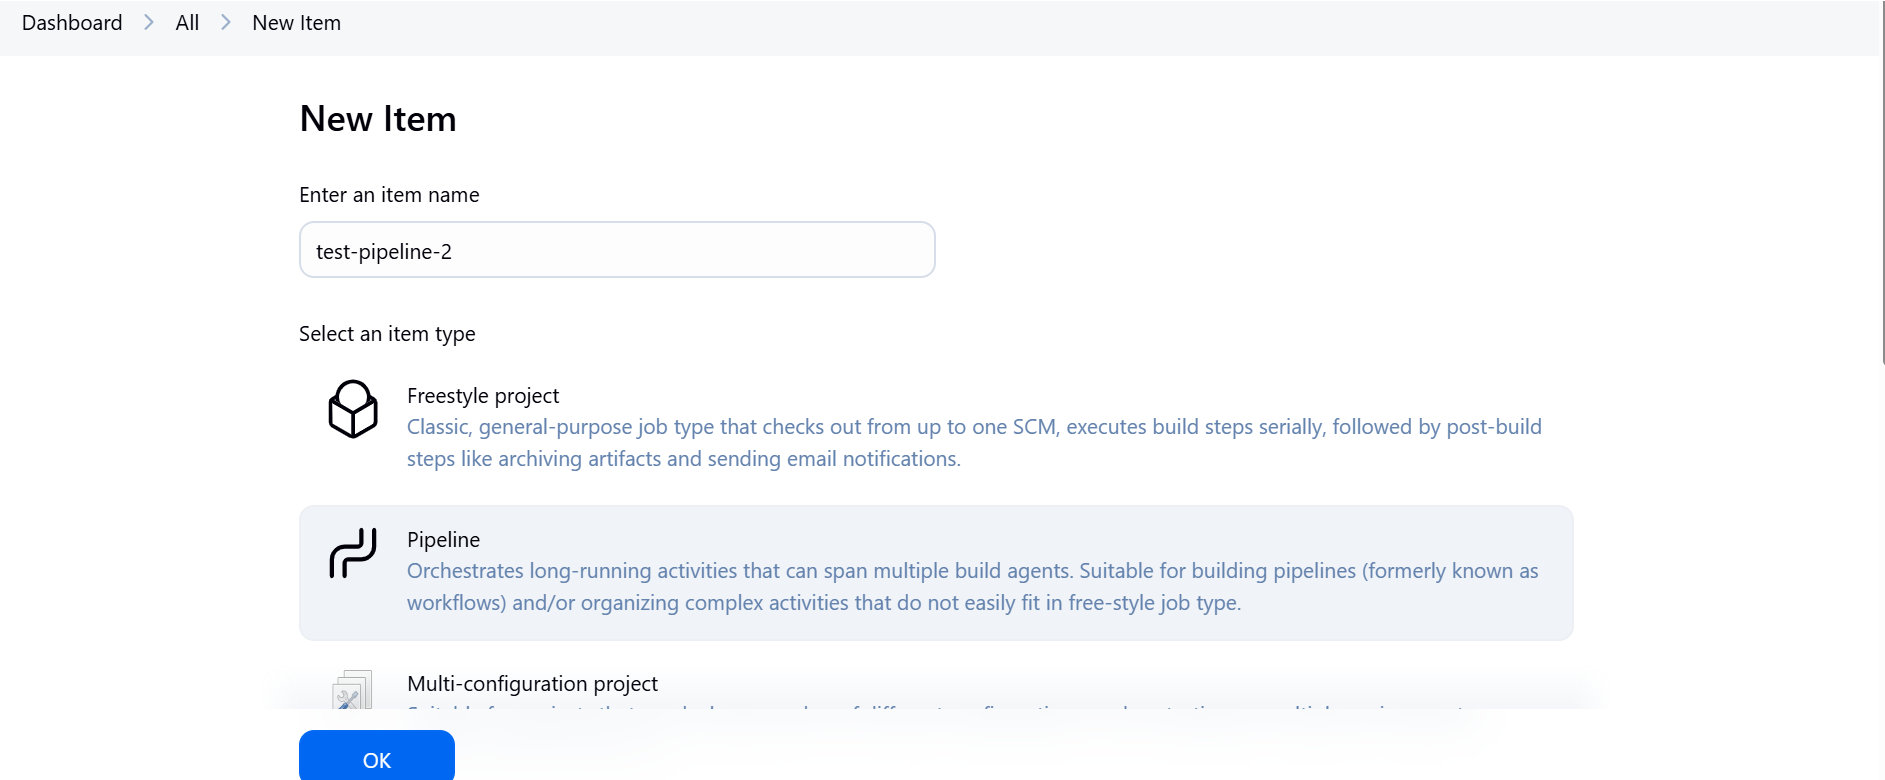 Dashboard > All > New Item
New Item
Enter an item name
test-pipeline-2
Select an item type
Freestyle project
Classic, general-purpose job type that checks out from up to one SCM, executes build steps serially, followed by post-build
steps like archiving artifacts and sending email notifications.
Pipeline
Orchestrates long-running activities that can span multiple build agents. Suitable for building pipelines (formerly known as
workflows) and/or organizing complex activities that do not easily fit in free-style job type.
Multi-configuration project
OK